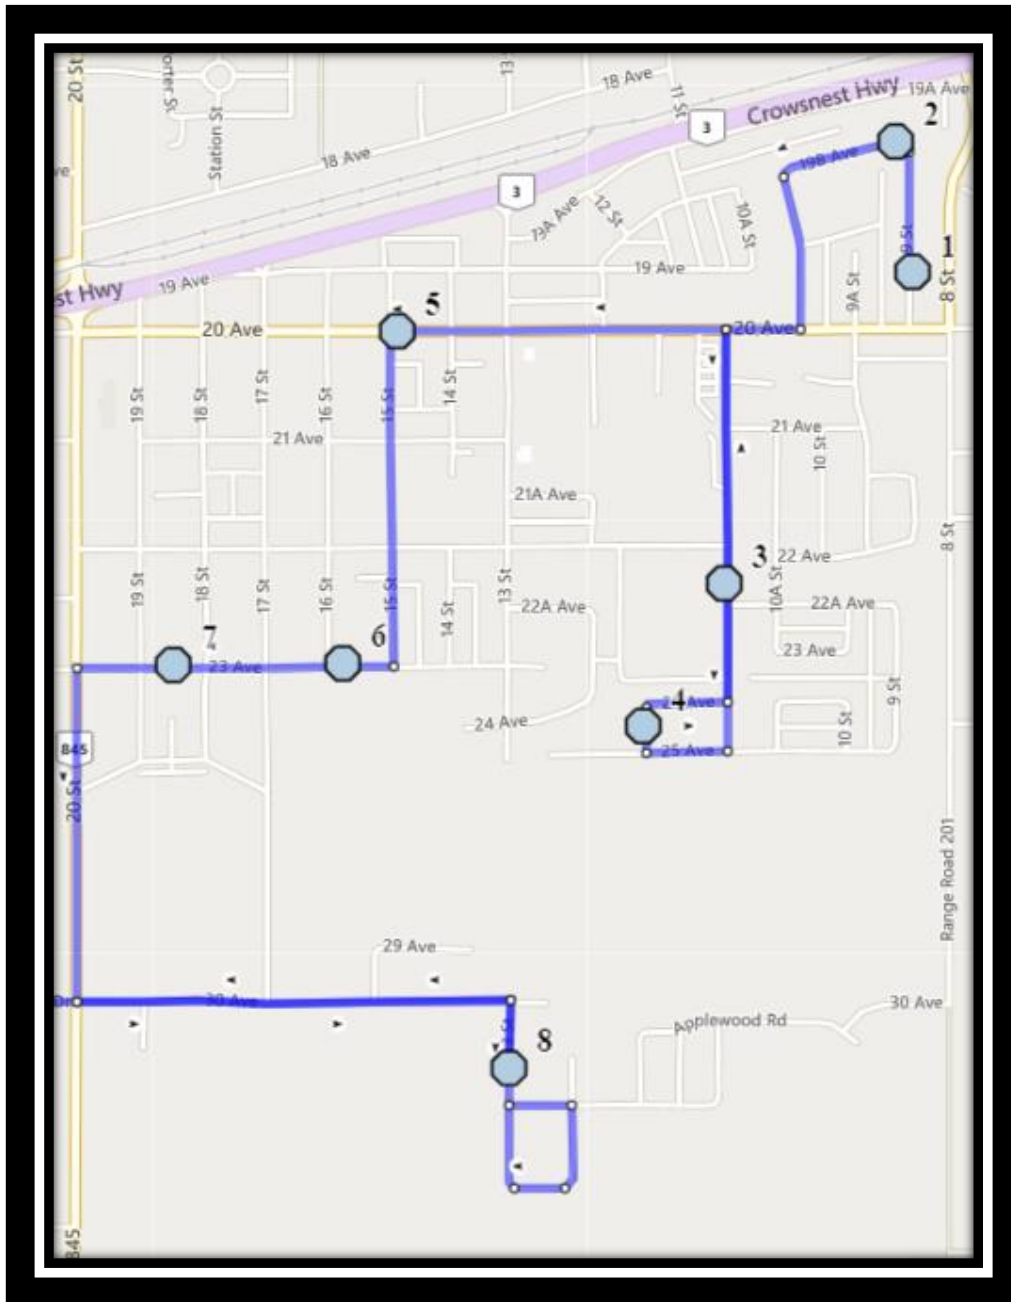 20 St
orter St
Station St
13
18 Ave
11 St
Crowsnest Hwy
19A Ave
2
3
18 Ave
19B Ave
ve
3
19A Ave
12 St
10A St
9 St
1
19 Ave
19 Ave
9A St
8 St
st Hwy
5
20 Ave
20 Ave
19 St
18 St
17 St
16 St
15 St
14 St
21 Ave
21 Ave
10 St
21A Ave
8 St
3
22 Ave
19 St
18 St
17 St
16 St
15 St
14 St
13 St
22A Ave
10A St
22A Ave
7
6
23 Ave
23 Ave
4
24 Ave
9 St
24 Ave
10 St
845
25 Ave
20 St
Range Road 201
29 Ave
30 Ave
30 Ave
Applewood Rd
8
845